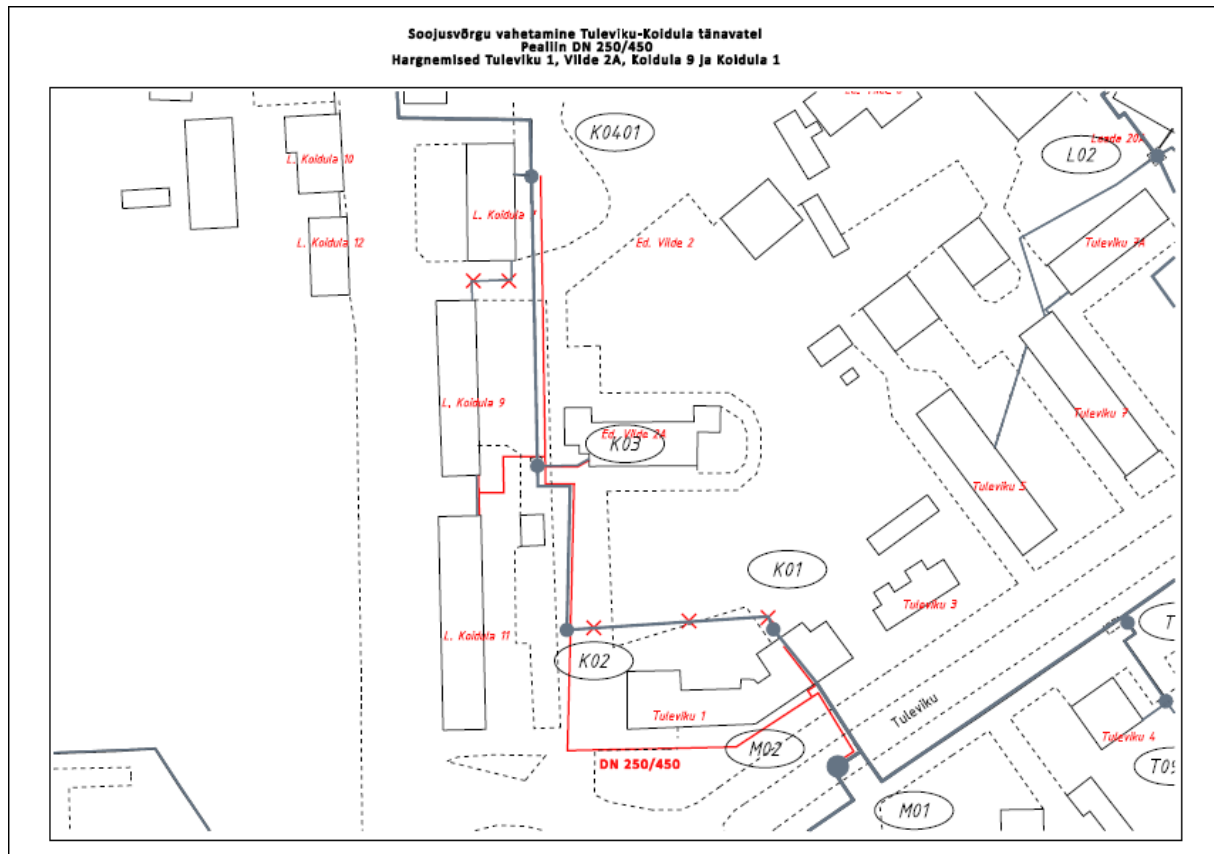 Soojusvõrgu vahetamine Tuleviku-Koidula tänavatel
Pealiin DN 250/450
Hargnemised Tuleviku 1, Vilde 2A, Koidula 9 ja Koidula 1
K0401
L02
L. Koidula 10
L. Koidula
L. Koidula 12
Ed. Vilde 2
Tuleviku 7A
L. Koidula 9
Ed. Vilde 2A
K03
Tuleviku 7
Tuleviku 5
K01
Tuleviku 3
L. Koidula 11
K02
T
Tuleviku
Tuleviku 1
Tuleviku 4
M02
DN 250/450
M01